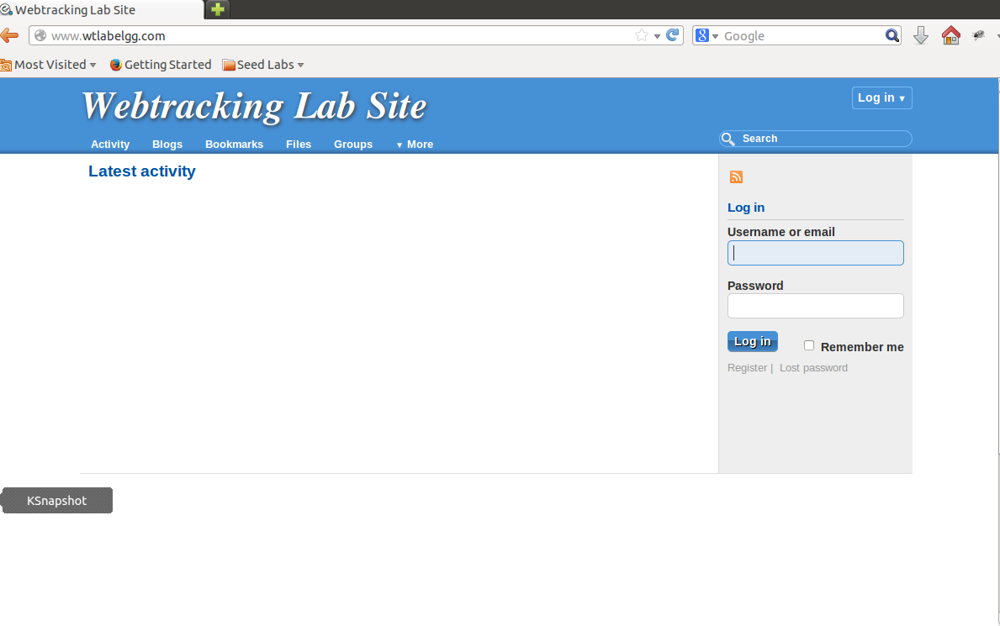 Webtracking Lab Site
www.wtlabelgg.com
Google
Most Visited Getting Started Seed Labs
Webtracking Lab Site
Log in ▼
Activity Blogs Bookmarks Files Groups ▼ More
Search
Latest activity
Log in
Username or email
Password
Log in Remember me
Register | Lost password
KSnapshot